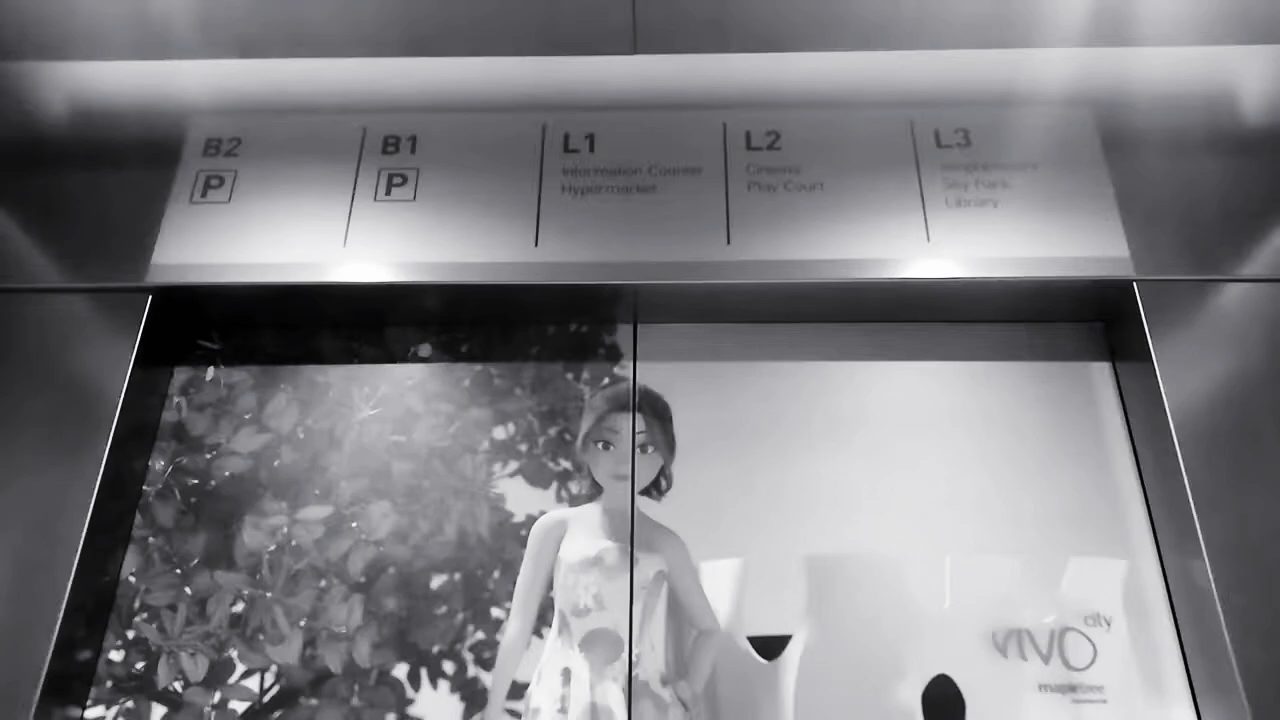 B2
P
B1
P
L1
Information Counter
Hypermarket
L2
Cinema
Play Court
L3
Sky Park
Library
vivo city
mapletree